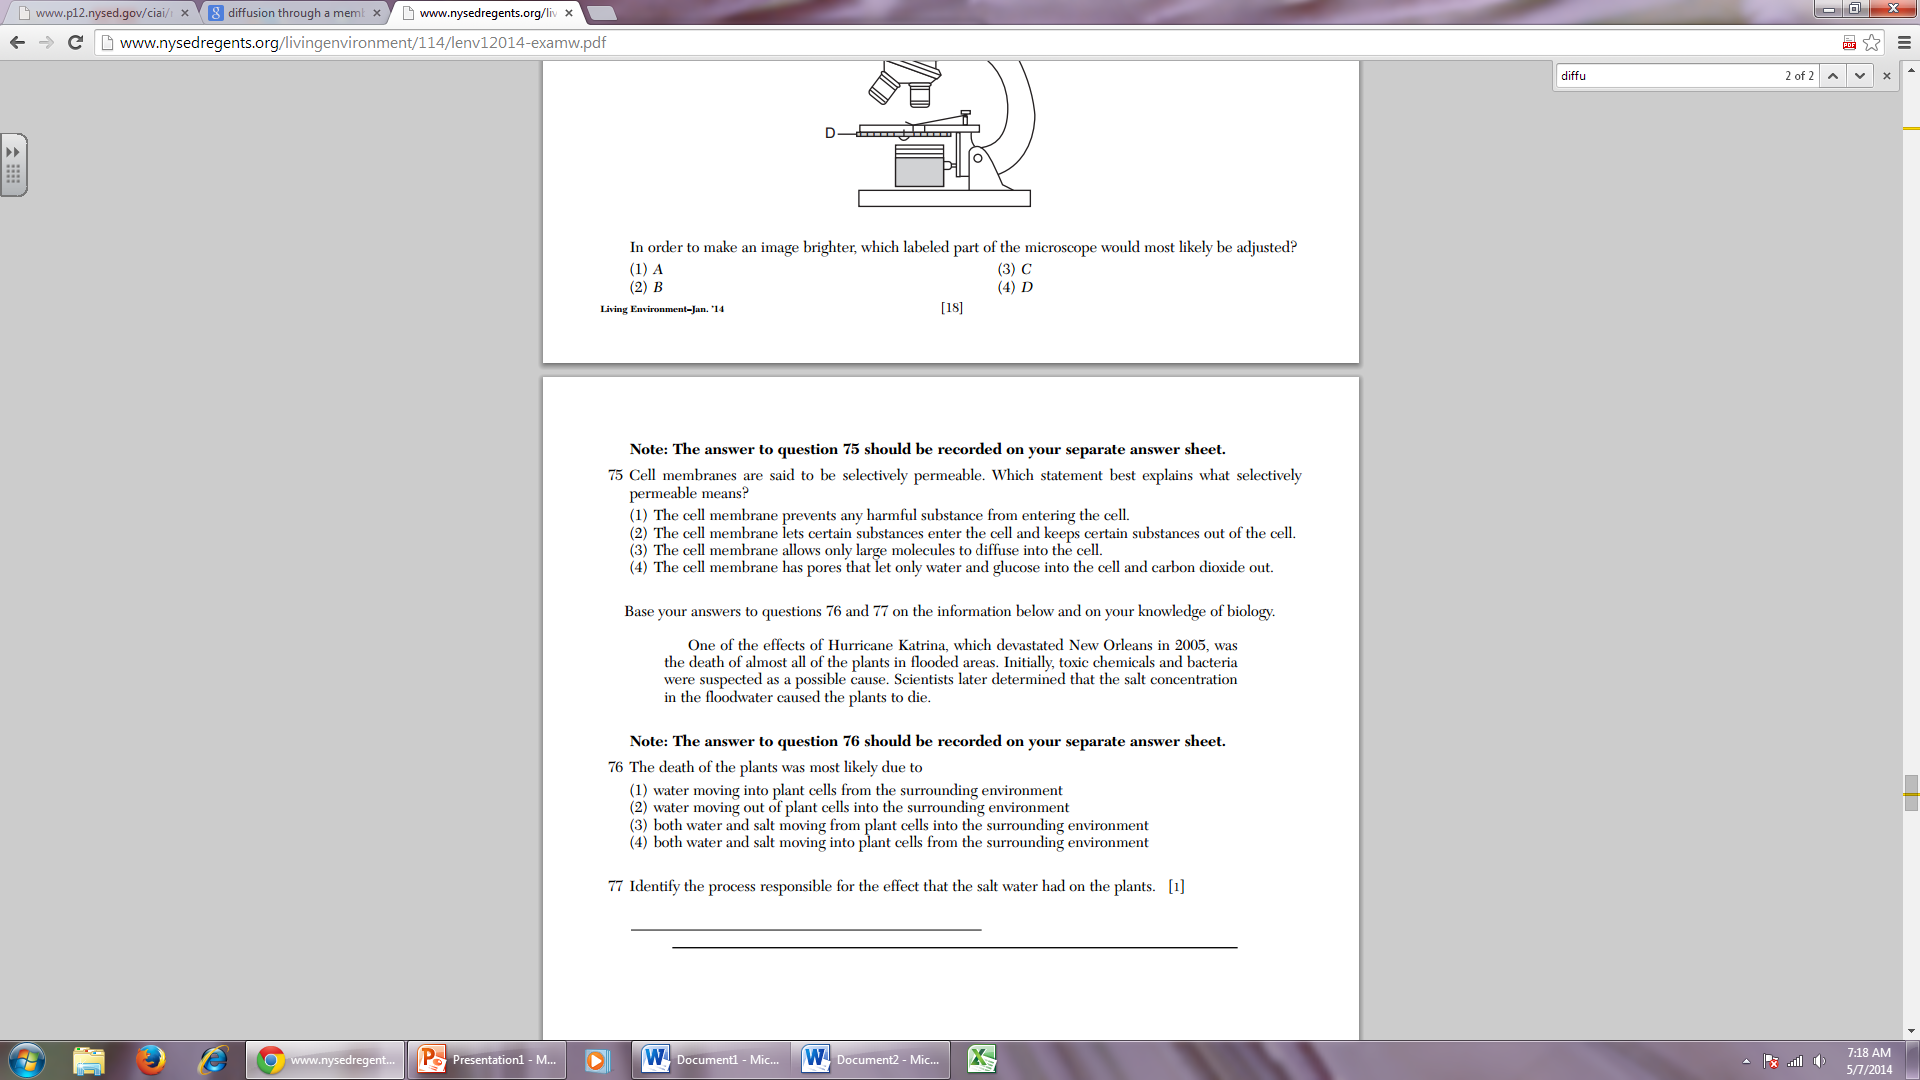 www.p12.nysed.gov/ciai/
diffusion through a mem
www.nysedregents.org/liv
www.nysedregents.org/livingenvironment/114/lenv12014-examw.pdf
diffu
2 of 2
D
In order to make an image brighter, which labeled part of the microscope would most likely be adjusted?
(1) A
(3) C
(2) B
(4) D
Living Environment–Jan. '14
[18]
Note: The answer to question 75 should be recorded on your separate answer sheet.
75 Cell membranes are said to be selectively permeable. Which statement best explains what selectively
permeable means?
(1) The cell membrane prevents any harmful substance from entering the cell.
(2) The cell membrane lets certain substances enter the cell and keeps certain substances out of the cell.
(3) The cell membrane allows only large molecules to diffuse into the cell.
(4) The cell membrane has pores that let only water and glucose into the cell and carbon dioxide out.
Base your answers to questions 76 and 77 on the information below and on your knowledge of biology.
One of the effects of Hurricane Katrina, which devastated New Orleans in 2005, was
the death of almost all of the plants in flooded areas. Initially, toxic chemicals and bacteria
were suspected as a possible cause. Scientists later determined that the salt concentration
in the floodwater caused the plants to die.
Note: The answer to question 76 should be recorded on your separate answer sheet.
76 The death of the plants was most likely due to
(1) water moving into plant cells from the surrounding environment
(2) water moving out of plant cells into the surrounding environment
(3) both water and salt moving from plant cells into the surrounding environment
(4) both water and salt moving into plant cells from the surrounding environment
77 Identify the process responsible for the effect that the salt water had on the plants. [1]
www.nysedregent...
Presentation1 - M...
Document1 - Mic...
Document2 - Mic...
7:18 AM
5/7/2014